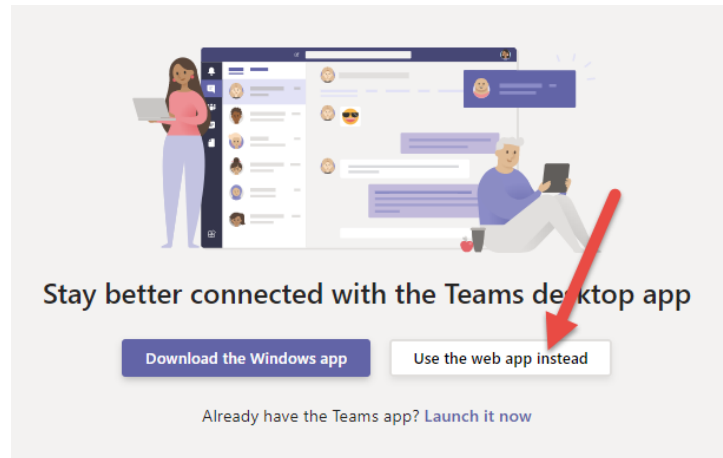 Stay better connected with the Teams desktop app
Download the Windows app
Use the web app instead
Already have the Teams app? Launch it now